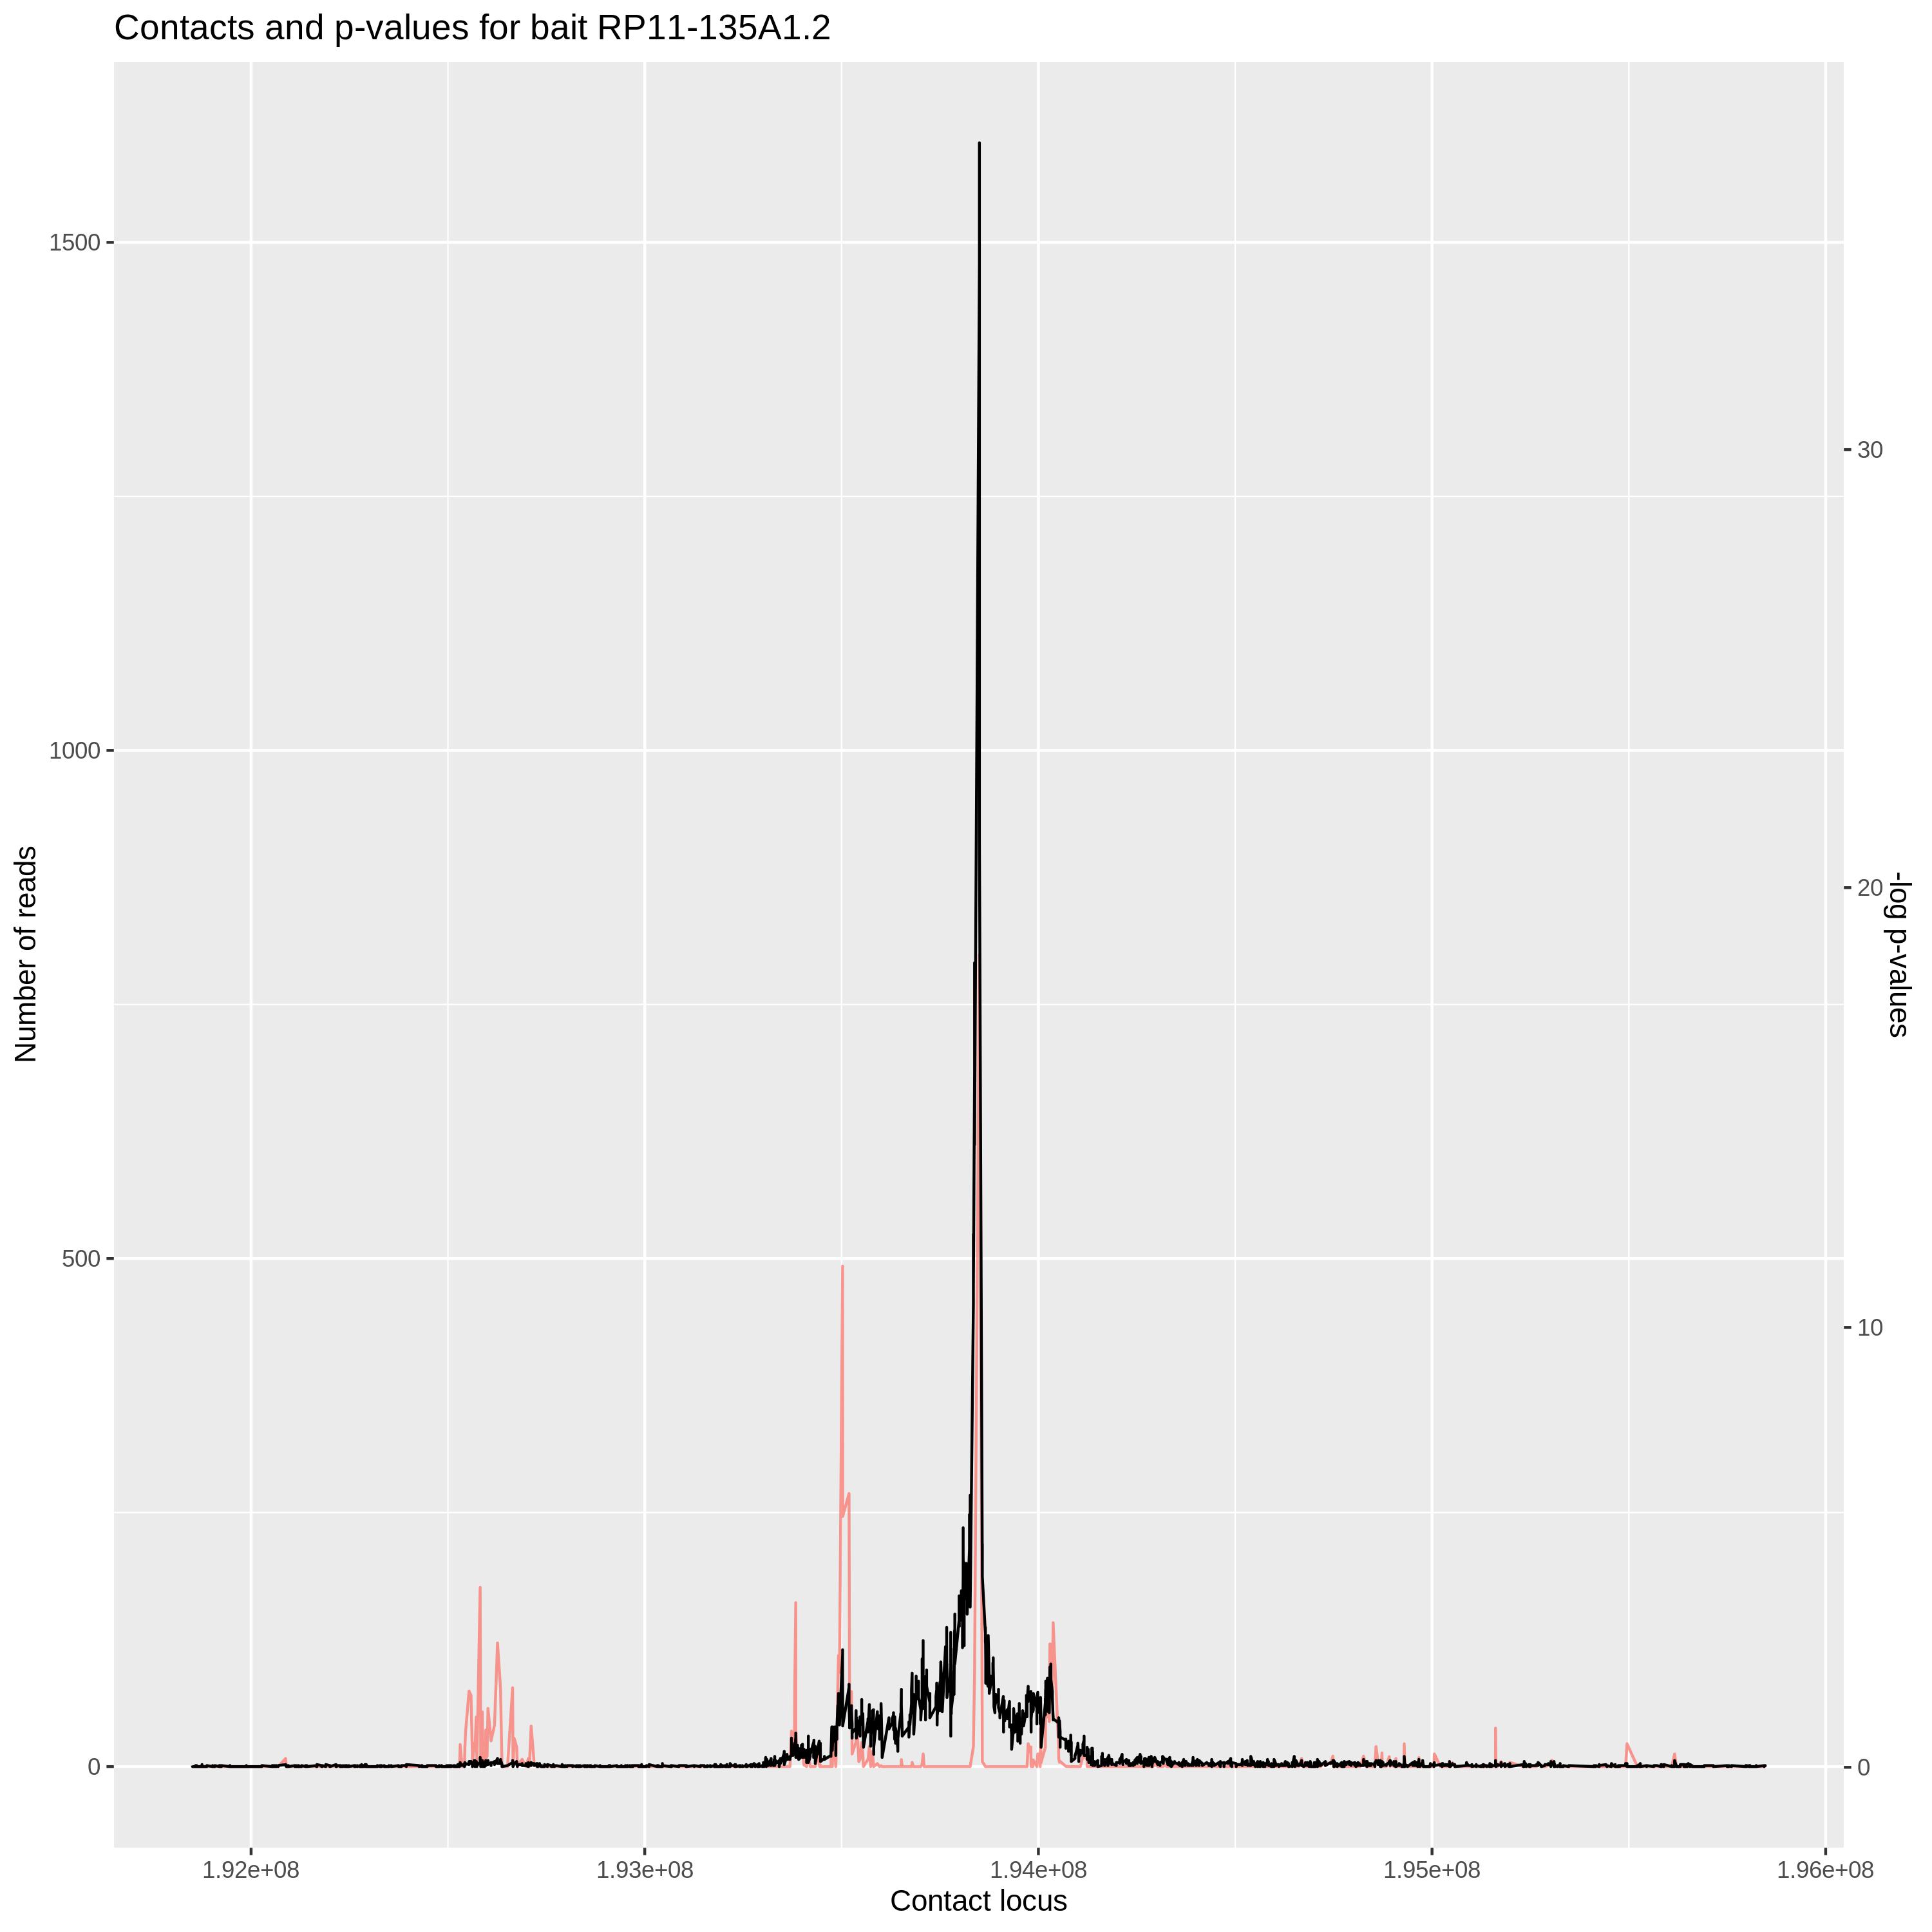 Contacts and p-values for bait RP11-135A1.2
1500
1000
500
0
Number of reads
30
20
10
0
-log p-values
1.92e+08
1.93e+08
1.94e+08
1.95e+08
1.96e+08
Contact locus